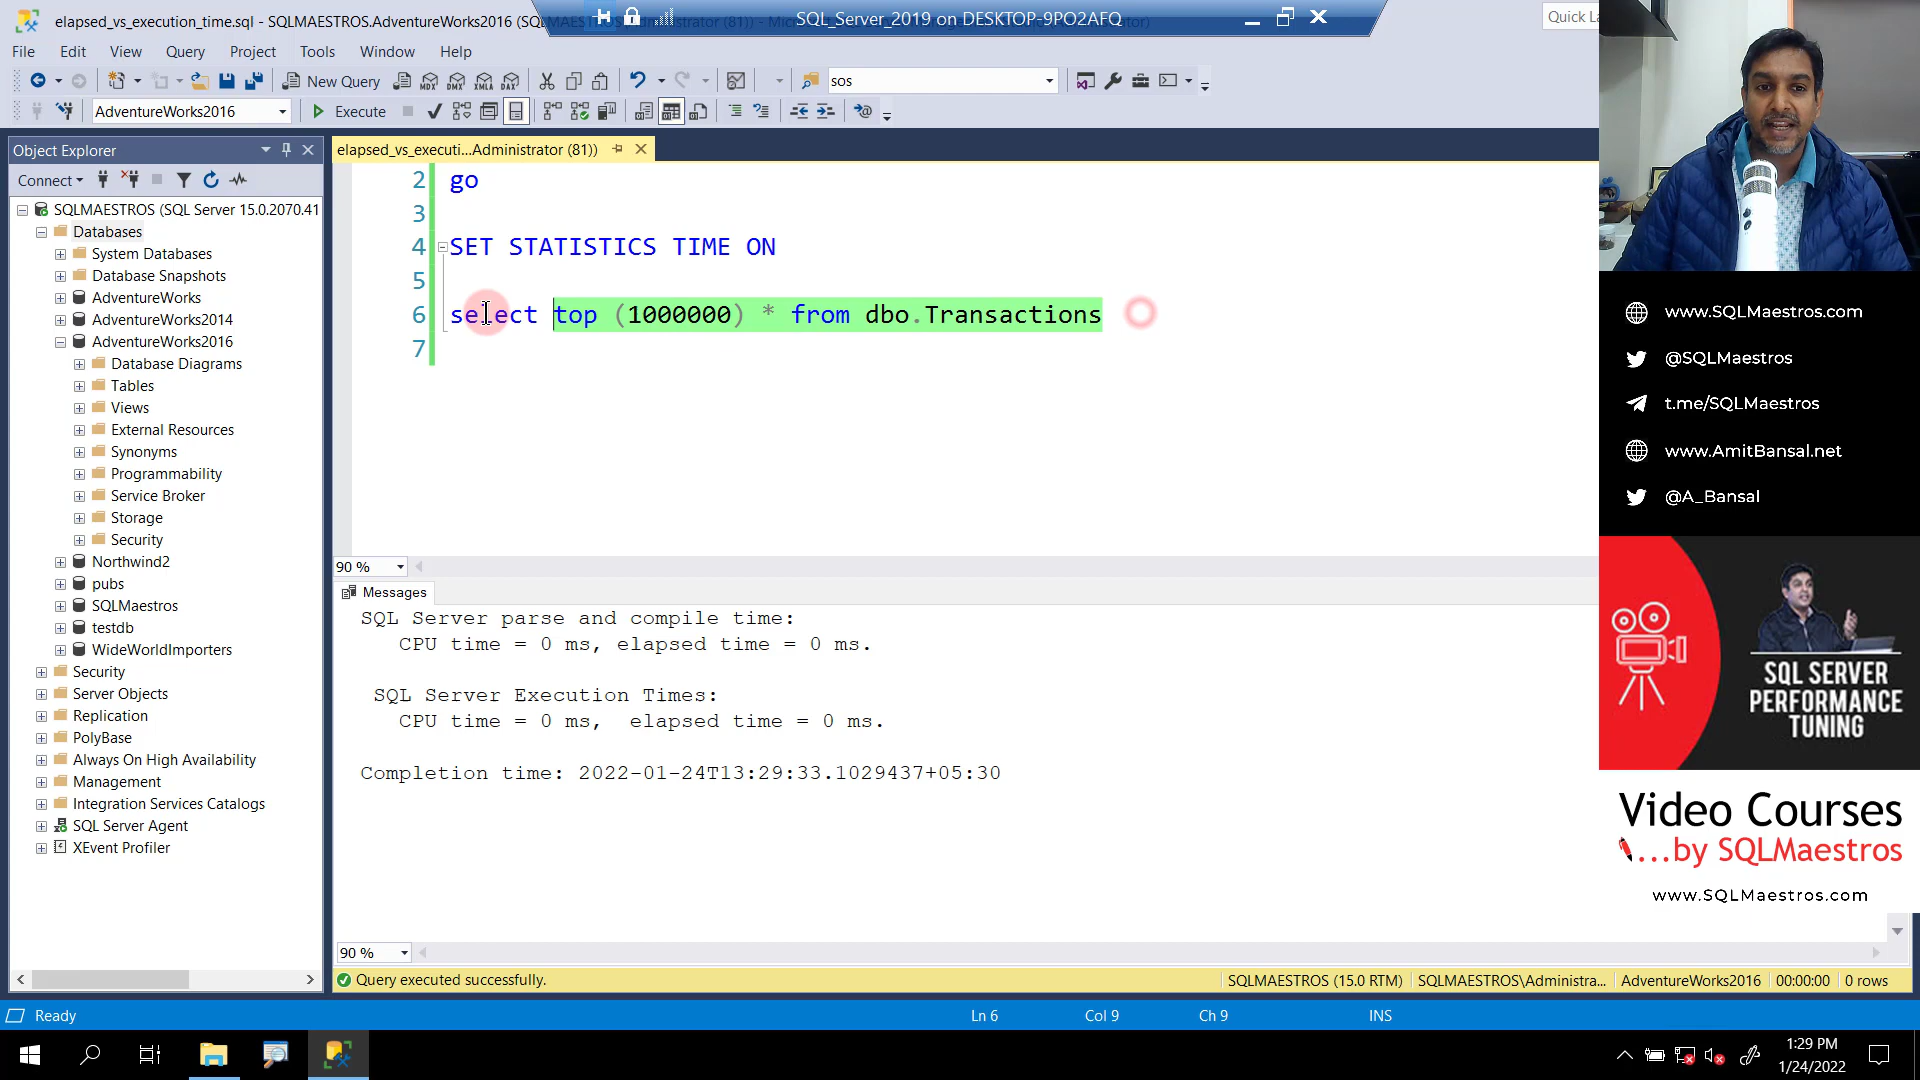 elapsed_vs_execution_time.sql - SQLMAESTROS.AdventureWorks2016 (SQLMAESTROS
SQL_Server_2019 on DESKTOP-9PO2AFQ
Quick La
File Edit View Query Project Tools Window Help
New Query
MDX DMX XMLA DAX
sos
AdventureWorks2016
Execute
Object Explorer
Connect
SQLMAESTROS (SQL Server 15.0.2070.41
Databases
System Databases
Database Snapshots
AdventureWorks
AdventureWorks2014
AdventureWorks2016
Database Diagrams
Tables
Views
External Resources
Synonyms
Programmability
Service Broker
Storage
Security
Northwind2
pubs
SQLMaestros
testdb
WideWorldImporters
Security
Server Objects
Replication
PolyBase
Always On High Availability
Management
Integration Services Catalogs
SQL Server Agent
XEvent Profiler
elapsed_vs_executi...Administrator (81))
2 go
3
4 SET STATISTICS TIME ON
5
6 select top (1000000) * from dbo.Transactions
7
90 %
Messages
SQL Server parse and compile time:
CPU time = 0 ms, elapsed time = 0 ms.
SQL Server Execution Times:
CPU time = 0 ms, elapsed time = 0 ms.
Completion time: 2022-01-24T13:29:33.1029437+05:30
90 %
Query executed successfully.
SQLMAESTROS (15.0 RTM) SQLMAESTROS\Administra... AdventureWorks2016 00:00:00 0 rows
Ready
Ln 6 Col 9 Ch 9 INS
1:29 PM
1/24/2022
www.SQLMaestros.com
@SQLMaestros
t.me/SQLMaestros
www.AmitBansal.net
@A_Bansal
SQL SERVER
PERFORMANCE
TUNING
Video Courses
...by SQLMaestros
www.SQLMaestros.com